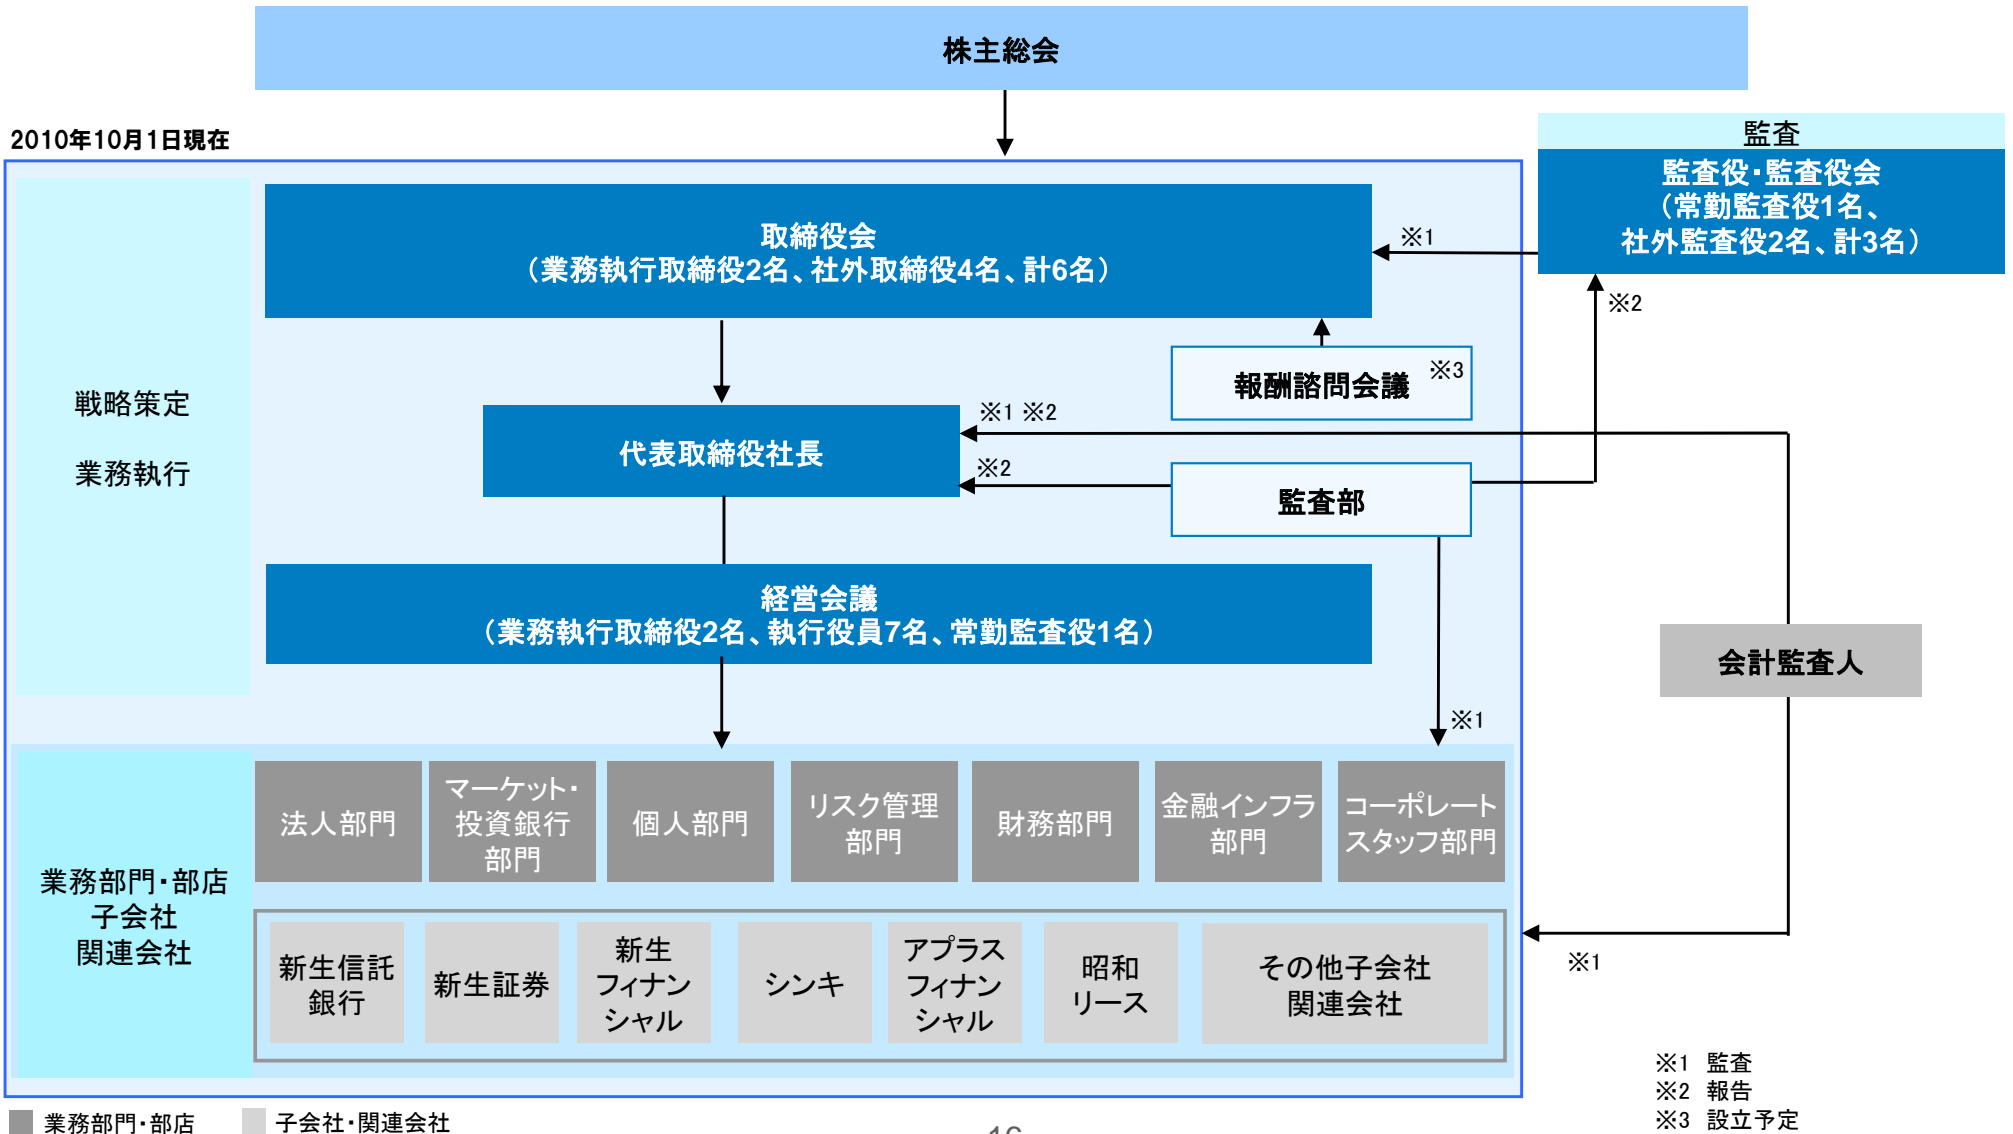 株主総会
2010年10月1日現在
監査
監査役・監査役会
（常勤監査役1名、
社外監査役2名、計3名）
取締役会
（業務執行取締役2名、社外取締役4名、計6名）
※1
※2
報酬諮問会議 ※3
戦略策定
業務執行
※1 ※2
代表取締役社長
※2
監査部
経営会議
（業務執行取締役2名、執行役員7名、常勤監査役1名）
会計監査人
※1
法人部門
マーケット・
投資銀行
部門
個人部門
リスク管理
部門
財務部門
金融インフラ
部門
コーポレート
スタッフ部門
業務部門・部店
子会社
関連会社
新生信託
銀行
新生証券
新生
フィナン
シャル
シンキ
アプラス
フィナン
シャル
昭和
リース
その他子会社
関連会社
※1
※1 監査
※2 報告
※3 設立予定
業務部門・部店
子会社・関連会社